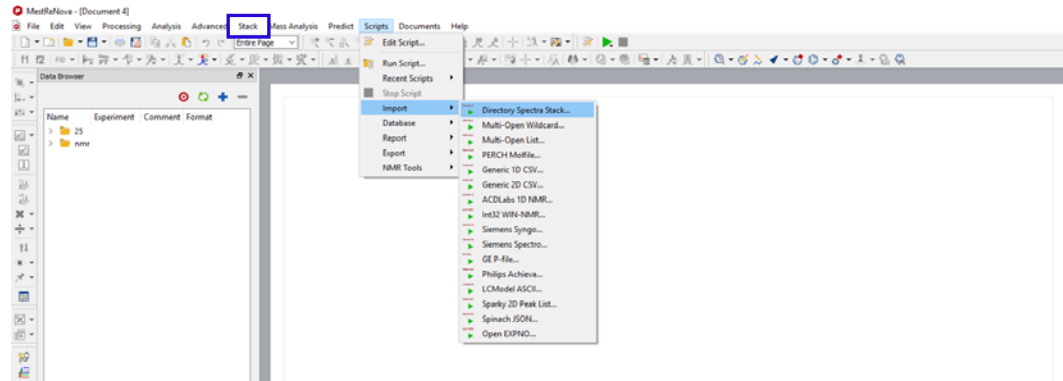 MestReNova - [Document 4]
File Edit View Processing Analysis Advanced Stack Mass Analysis Predict Scripts Documents Help
Entire Page
Edit Script...
Data Browser
Run Script...
Recent Scripts
Stop Script
Import
Directory Spectra Stack...
Name Experiment Comment Format
Database
Multi-Open Wildcard...
25
Report
Multi-Open List...
nmr
Export
PERCH Molfile...
NMR Tools
Generic 1D CSV...
Generic 2D CSV...
ACDLabs 1D NMR...
Int32 WIN-NMR...
Siemens Syngo...
Siemens Spectro...
GE P-file...
Philips Achieva...
LCModel ASCII...
Sparky 2D Peak List...
Spinach JSON...
Open EXPNO...